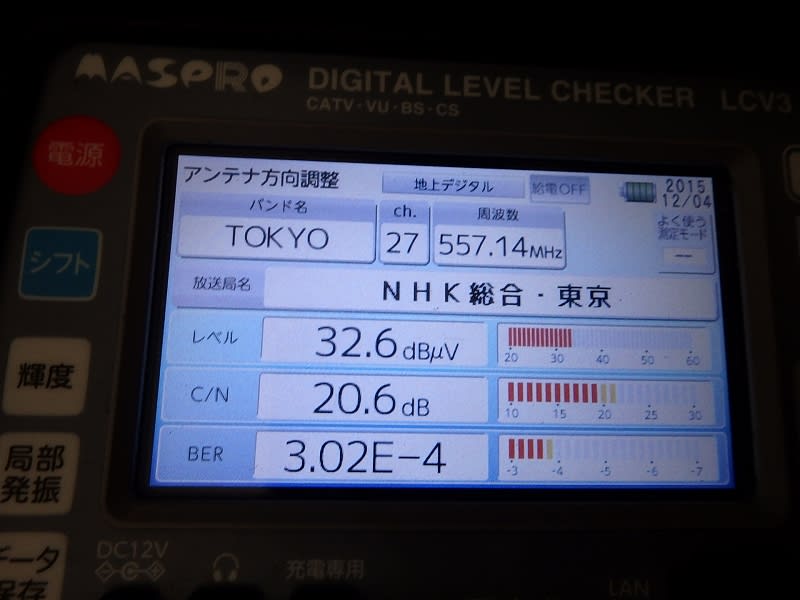 MASPRO DIGITAL LEVEL CHECKER LCV3
CATV・VU・BS・CS
電源
シフト
輝度
局部
発振
データ
保存
アンテナ方向調整 地上デジタル 給電OFF 2015
12/04
バンド名 ch. 周波数
TOKYO 27 557.14MHz
よく使う
測定モード
--
放送局名 NHK総合・東京
レベル 32.6dBμV
20 30 40 50 60
C/N 20.6dB
10 15 20 25 30
BER 3.02E-4
-3 -4 -5 -6 -7
DC12V 充電専用 LAN